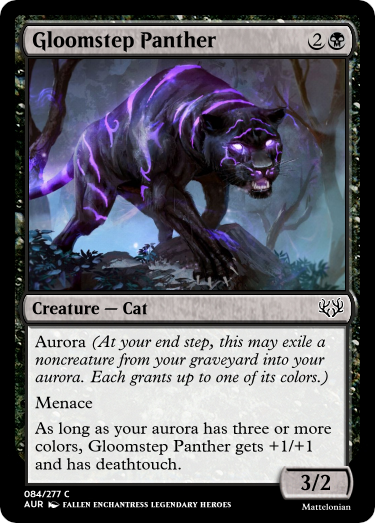 Gloomstep Panther 2
Creature — Cat
Aurora (At your end step, this may exile a
noncreature from your graveyard into your
aurora. Each grants up to one of its colors.)
Menace
As long as your aurora has three or more
colors, Gloomstep Panther gets +1/+1
and has deathtouch.
3/2
084/277 C
AUR FALLEN ENCHANTRESS LEGENDARY HEROES
Mattelonian